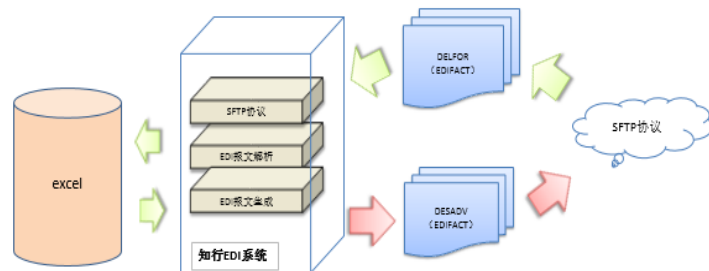 excel
SFTP协议
EDI报文解析
EDI报文生成
知行EDI系统
DELFOR
（EDIFACT）
DESADV
（EDIFACT）
SFTP协议